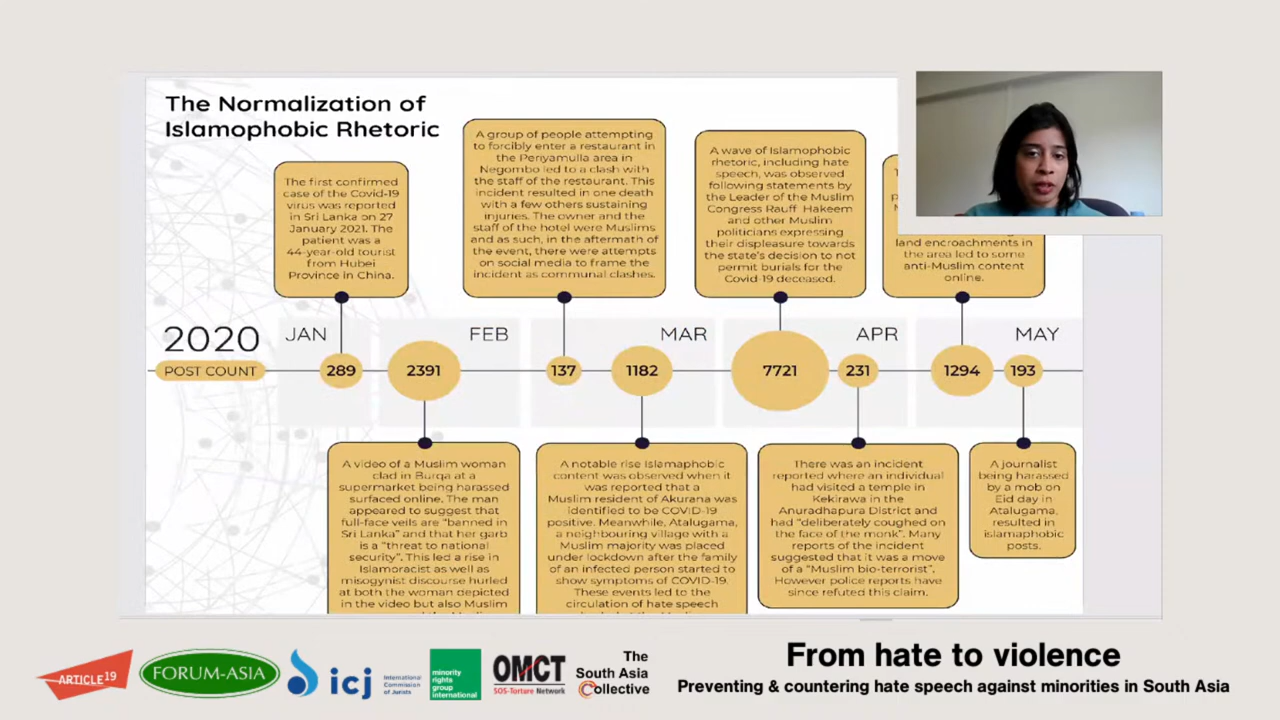 The Normalization of
Islamophobic Rhetoric
The first confirmed
case of the Covid-19
virus was reported
in Sri Lanka on 27
January 2021. The
patient was a
44-year-old tourist
from Hubei
Province in China.
A group of people attempting
to forcibly enter a restaurant in
the Periyamulla area in
Negombo led to a clash with
the staff of the restaurant. This
incident resulted in one death
with a few others sustaining
injuries. The owner and the
staff of the hotel were Muslims
and as such, in the aftermath of
the event, there were attempts
on social media to frame the
incident as communal clashes.
A wave of Islamophobic
rhetoric, including hate
speech, was observed
following statements by
the Leader of the Muslim
Congress Rauff Hakeem
and other Muslim
politicians expressing
their displeasure towards
the state's decision to not
permit burials for the
Covid-19 deceased.
land encroachments in
the area led to some
anti-Muslim content
online.
2020
POST COUNT
JAN
FEB
MAR
APR
MAY
289
2391
137
1182
7721
231
1294
193
A video of a Muslim woman
clad in Burqa at a
supermarket being harassed
surfaced online. The man
appeared to suggest that
full-face veils are "banned in
Sri Lanka" and that her garb
is a "threat to national
security". This led a rise in
Islamoracist as well as
misogynist discourse hurled
at both the woman depicted
in the video but also Muslim
A notable rise Islamaphobic
content was observed when it
was reported that a
Muslim resident of Akurana was
identified to be COVID-19
positive. Meanwhile, Atalugama,
a neighbouring village with a
Muslim majority was placed
under lockdown after the family
of an infected person started to
show symptoms of COVID-19.
These events led to the
circulation of hate speech
There was an incident
reported where an individual
had visited a temple in
Kekirawa in the
Anuradhapura District and
had "deliberately coughed on
the face of the monk". Many
reports of the incident
suggested that it was a move
of a "Muslim bio-terrorist".
However police reports have
since refuted this claim.
A journalist
being harassed
by a mob on
Eid day in
Atalugama,
resulted in
islamaphobic
posts.
ARTICLE 19
FORUM-ASIA
icj
International
Commission
of Jurists
minority
rights
group
international
OMCT
SOS-Torture Network
The
South Asia
Collective
From hate to violence
Preventing & countering hate speech against minorities in South Asia